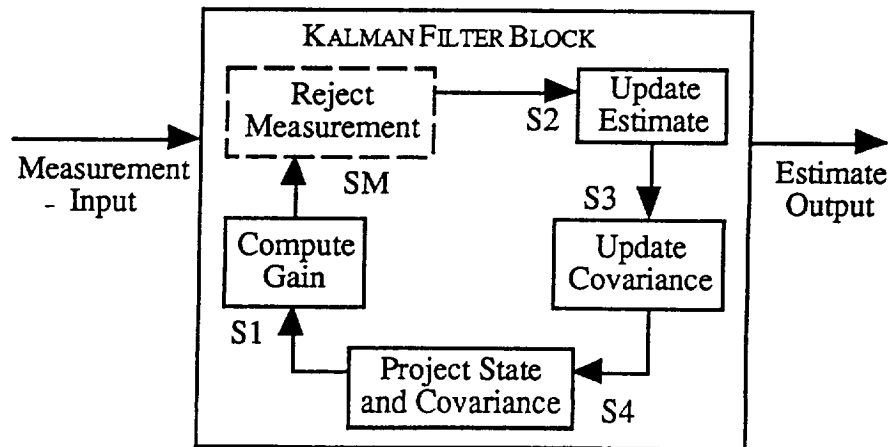 KALMAN FILTER BLOCK
Reject
Measurement
S2
Update
Estimate
Measurement
Input
SM
S3
Estimate
Output
Compute
Gain
Update
Covariance
S1
Project State
and Covariance
S4